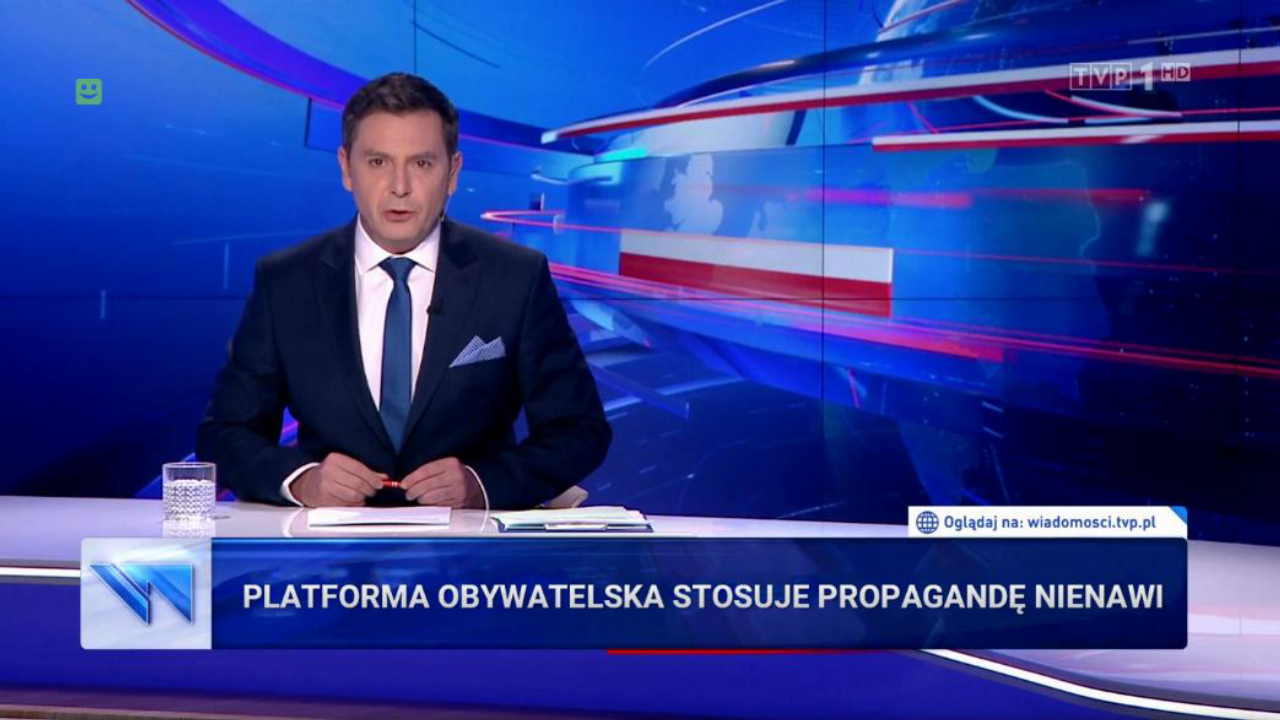 TVP1 HD
Oglądaj na: wiadomosci.tvp.pl
PLATFORMA OBYWATELSKA STOSUJE PROPAGANDĘ NIENAWI